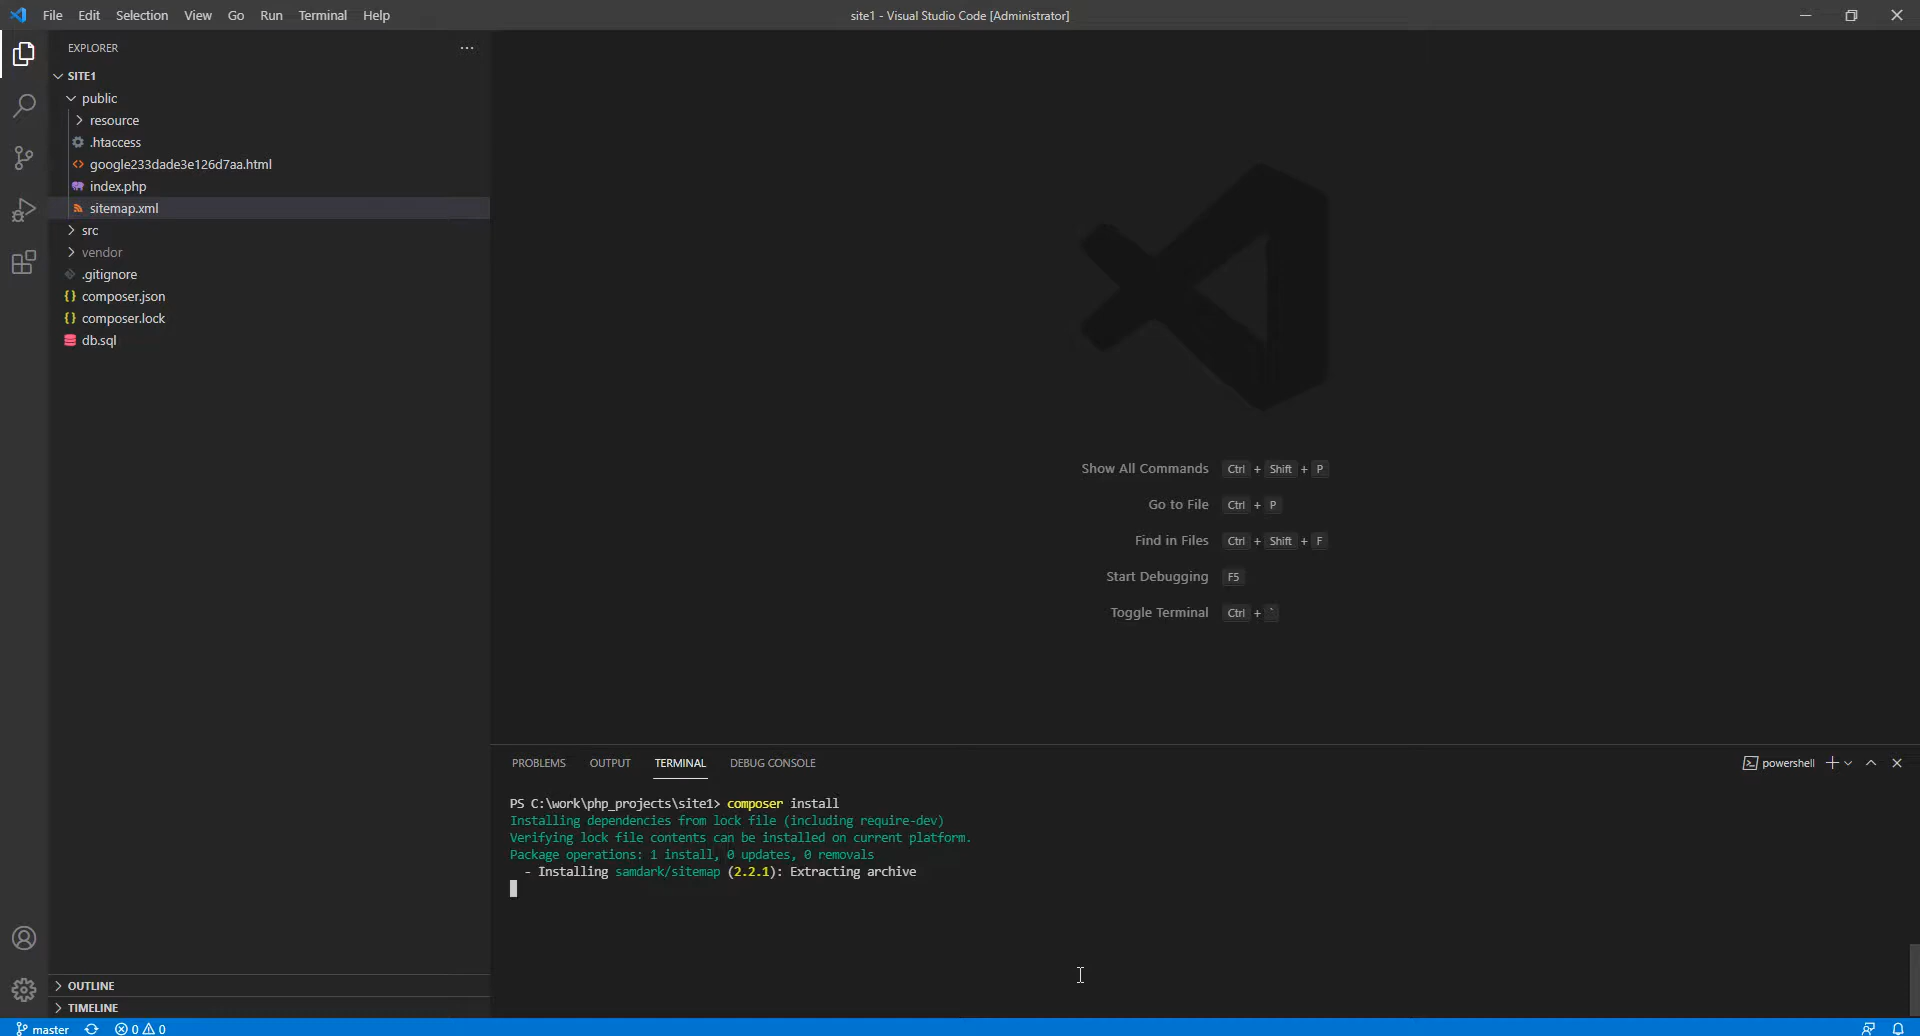 File Edit Selection View Go Run Terminal Help
site1 - Visual Studio Code [Administrator]
EXPLORER
SITE1
public
resource
.htaccess
google233dade3e126d7aa.html
index.php
sitemap.xml
src
vendor
.gitignore
composer.json
composer.lock
db.sql
OUTLINE
TIMELINE
Show All Commands Ctrl + Shift + P
Go to File Ctrl + P
Find in Files Ctrl + Shift + F
Start Debugging F5
Toggle Terminal Ctrl + `
PROBLEMS OUTPUT TERMINAL DEBUG CONSOLE
powershell
PS C:\work\php_projects\site1> composer install
Installing dependencies from lock file (including require-dev)
Verifying lock file contents can be installed on current platform.
Package operations: 1 install, 0 updates, 0 removals
- Installing samdark/sitemap (2.2.1): Extracting archive
master 0 0